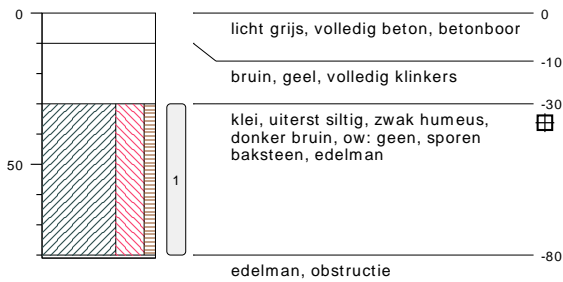 0
0
licht grijs, volledig beton, betonboor
-10
bruin, geel, volledig klinkers
-30
klei, uiterst siltig, zwak humeus,
donker bruin, ow: geen, sporen
baksteen, edelman
50
1
-80
edelman, obstructie